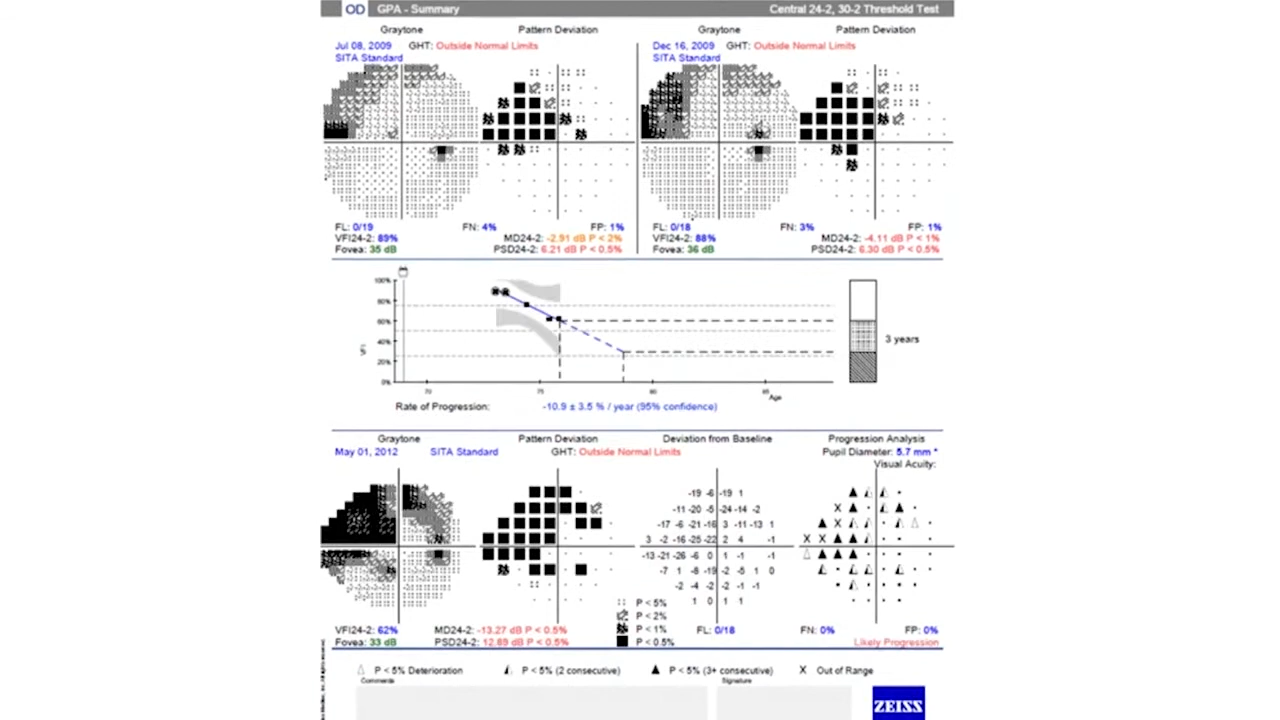 OD GPA - Summary Central 24-2, 30-2 Threshold Test
Graytone Pattern Deviation Graytone Pattern Deviation
Jul 08, 2009 GHT: Outside Normal Limits Dec 16, 2009 GHT: Outside Normal Limits
SITA Standard SITA Standard
FL: 0/19 FN: 4% FP: 1% FL: 0/18 FN: 3% FP: 1%
VFI24-2: 89% MD24-2: -2.91 dB P < 2% VFI24-2: 88% MD24-2: -4.11 dB P < 1%
Fovea: 35 dB PSD24-2: 6.21 dB P < 0.5% Fovea: 36 dB PSD24-2: 6.30 dB P < 0.5%
100%
80%
60%
40%
20%
0%
VFI
3 years
70 75 80 85
Age
Rate of Progression: -10.9 ± 3.5 % / year (95% confidence)
Graytone Pattern Deviation Deviation from Baseline Progression Analysis
May 01, 2012 SITA Standard GHT: Outside Normal Limits Pupil Diameter: 5.7 mm *
Visual Acuity:
-19 -6 -19 1
-11 -20 -5 -24 -14 -2
-17 -6 -21 -16 3 -11 -13 1
3 -2 -16 -25 -22 2 4 -1
-13 -21 -26 -6 0 1 -1 -1
-7 1 -8 -19 -2 -5 1 0
-2 -4 -2 -2 -1 -1
1 0 1 1
P < 5%
P < 2%
P < 1%
P < 0.5%
VFI24-2: 62% MD24-2: -13.27 dB P < 0.5% FL: 0/18 FN: 0% FP: 0%
Fovea: 33 dB PSD24-2: 12.89 dB P < 0.5% Likely Progression
P < 5% Deterioration P < 5% (2 consecutive) P < 5% (3+ consecutive) X Out of Range
Comments Signature
ZEISS